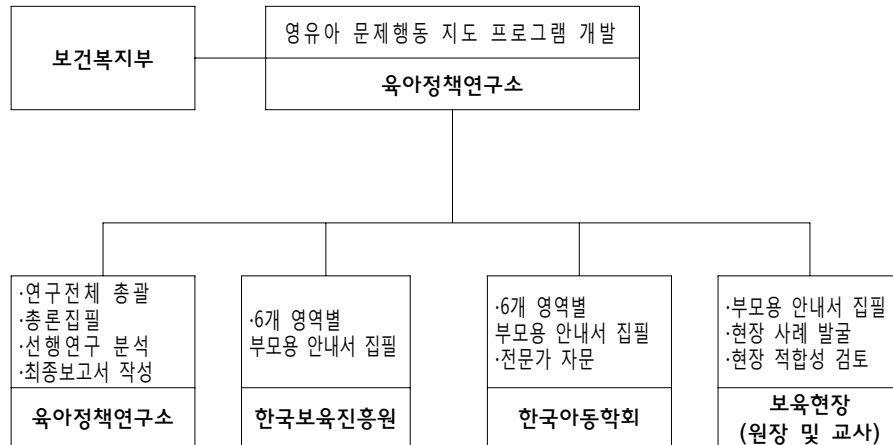 보건복지부
영유아 문제행동 지도 프로그램 개발
육아정책연구소
·연구전체 총괄
·총론집필
·선행연구 분석
·최종보고서 작성
육아정책연구소
·6개 영역별
부모용 안내서 집필
한국보육진흥원
·6개 영역별
부모용 안내서 집필
·전문가 자문
한국아동학회
·부모용 안내서 집필
·현장 사례 발굴
·현장 적합성 검토
보육현장
(원장 및 교사)